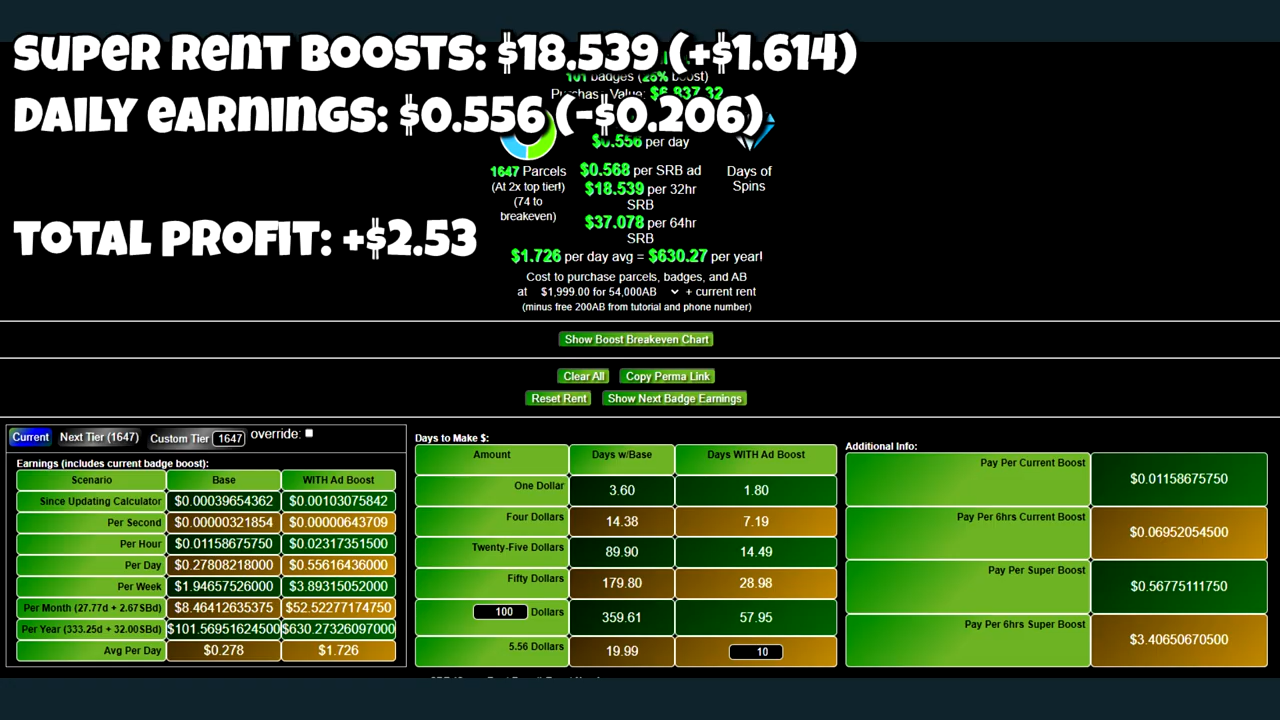 SUPER RENT BOOSTS: $18.539 (+$1.614)
101 badges (25% boost)
Purchase Value: $6,837.32
DAILY EARNINGS: $0.556 (-$0.206)
$0.556 per day
1647 Parcels
(At 2x top tier!)
(74 to
breakeven)
$0.568 per SRB ad
$18.539 per 32hr
SRB
$37.078 per 64hr
SRB
Days of
Spins
TOTAL PROFIT: +$2.53
$1.726 per day avg = $630.27 per year!
Cost to purchase parcels, badges, and AB
at $1,999.00 for 54,000AB + current rent
(minus free 200AB from tutorial and phone number)
Show Boost Breakeven Chart
Clear All Copy Perma Link
Reset Rent Show Next Badge Earnings
Current Next Tier (1647) Custom Tier 1647 override:
Earnings (includes current badge boost):
Scenario Base WITH Ad Boost
Since Updating Calculator $0.00039654362 $0.00103075842
Per Second $0.00000321854 $0.00000643709
Per Hour $0.01158675750 $0.02317351500
Per Day $0.27808218000 $0.55616436000
Per Week $1.94657526000 $3.89315052000
Per Month (27.77d + 2.67SBd) $8.46412635375 $52.52277174750
Per Year (333.25d + 32.00SBd) $101.56951624500 $630.27326097000
Avg Per Day $0.278 $1.726
Days to Make $:
Amount Days w/Base Days WITH Ad Boost
One Dollar 3.60 1.80
Four Dollars 14.38 7.19
Twenty-Five Dollars 89.90 14.49
Fifty Dollars 179.80 28.98
100 Dollars 359.61 57.95
5.56 Dollars 19.99 10
Additional Info:
Pay Per Current Boost $0.01158675750
Pay Per 6hrs Current Boost $0.06952054500
Pay Per Super Boost $0.56775111750
Pay Per 6hrs Super Boost $3.40650670500